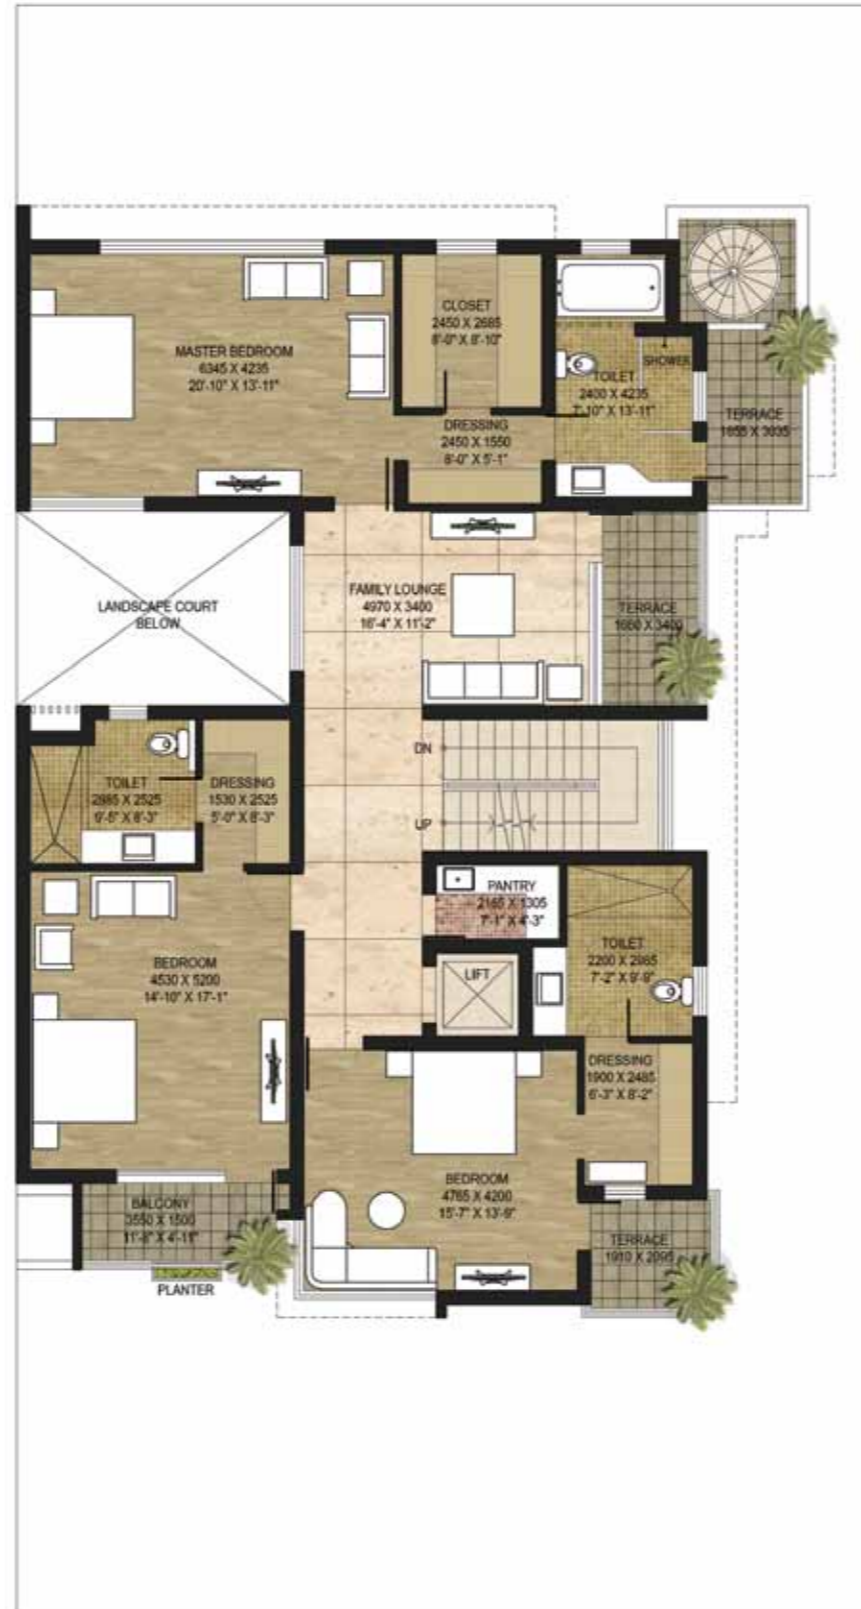 CLOSET
2450 X 2685
8'-0" X 8'-10"
MASTER BEDROOM
6345 X 4235
20'-10" X 13'-11"
SHOWER
TOILET
2400 X 4235
7'-10" X 13'-11"
TERRACE
DRESSING
2450 X 1550
8'-0" X 5'-1"
LANDSCAPE COURT
BELOW
FAMILY LOUNGE
4970 X 3400
16'-4" X 11'-2"
TERRACE
1660 X 3400
DN
UP
TOILET
2865 X 2525
9'-5" X 8'-3"
DRESSING
1530 X 2525
5'-0" X 8'-3"
PANTRY
2165 X 1305
7'-1" X 4'-3"
BEDROOM
4530 X 5200
14'-10" X 17'-1"
LIFT
TOILET
2200 X 2965
7'-2" X 9'-9"
DRESSING
1900 X 2485
6'-3" X 8'-2"
BEDROOM
4765 X 4200
15'-7" X 13'-9"
BALCONY
3550 X 1500
11'-8" X 4'-11"
PLANTER
TERRACE
1910 X 2095